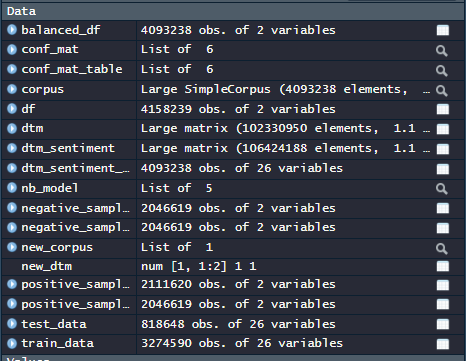 Data
balanced_df 4093238 obs. of 2 variables
conf_mat List of 6
conf_mat_table List of 6
corpus Large SimpleCorpus (4093238 elements, …
df 4158239 obs. of 2 variables
dtm Large matrix (102330950 elements, 1.1 …
dtm_sentiment Large matrix (106424188 elements, 1.1 …
dtm_sentiment_… 4093238 obs. of 26 variables
nb_model List of 5
negative_sampl… 2046619 obs. of 2 variables
negative_sampl… 2046619 obs. of 2 variables
new_corpus List of 1
new_dtm num [1, 1:2] 1 1
positive_sampl… 2111620 obs. of 2 variables
positive_sampl… 2046619 obs. of 2 variables
test_data 818648 obs. of 26 variables
train_data 3274590 obs. of 26 variables
Values